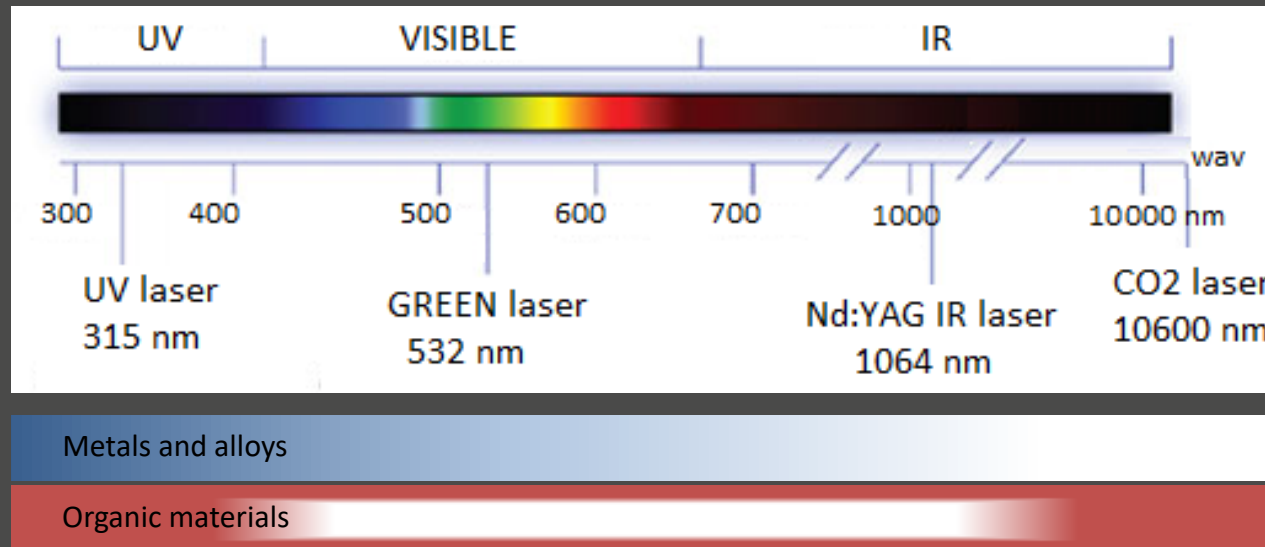 UV VISIBLE IR
wav
300 400 500 600 700 1000 10000 nm
UV laser
315 nm
GREEN laser
532 nm
Nd:YAG IR laser
1064 nm
CO2 laser
10600 nm
Metals and alloys
Organic materials